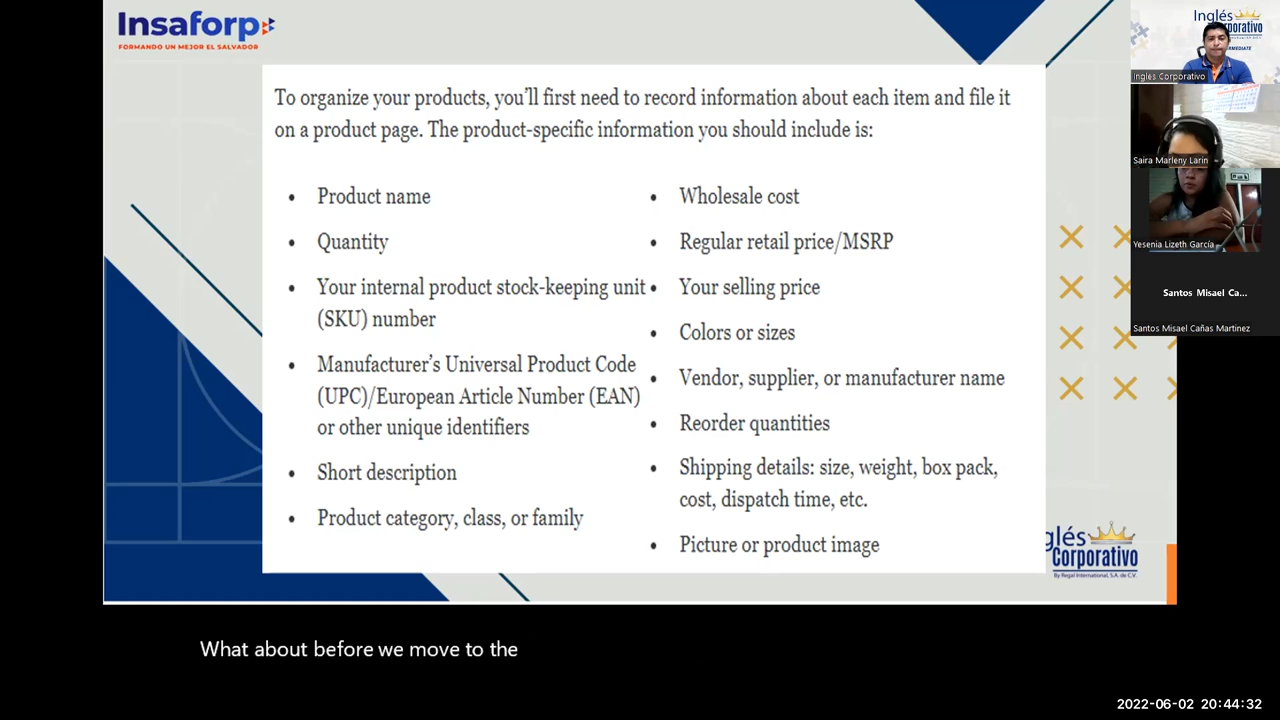 Insaforp
FORMANDO UN MEJOR EL SALVADOR
To organize your products, you'll first need to record information about each item and file it
on a product page. The product-specific information you should include is:
• Product name
• Quantity
• Your internal product stock-keeping unit
(SKU) number
• Manufacturer's Universal Product Code
(UPC)/European Article Number (EAN)
or other unique identifiers
• Short description
• Product category, class, or family
• Wholesale cost
• Regular retail price/MSRP
• Your selling price
• Colors or sizes
• Vendor, supplier, or manufacturer name
• Reorder quantities
• Shipping details: size, weight, box pack,
cost, dispatch time, etc.
• Picture or product image
Inglés
Corporativo
Ingles Corporativo
Saira Marleny Larin
Yesenia Lizeth García
Santos Misael Ca...
Santos Misael Cañas Martinez
glés
Corporativo
By Regal International, S.A. de C.V.
What about before we move to the
2022-06-02 20:44:32